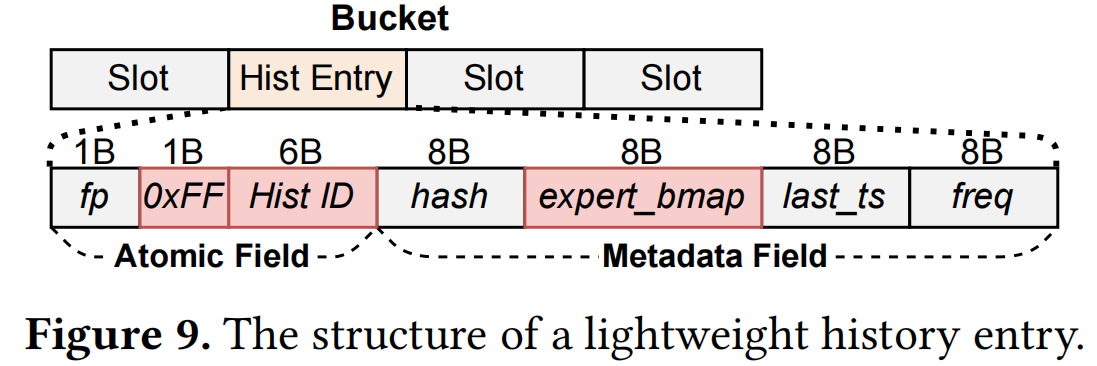 Bucket
Slot Hist Entry Slot Slot
1B 1B 6B 8B 8B 8B 8B
fp 0xFF Hist ID hash expert_bmap last_ts freq
Atomic Field Metadata Field
Figure 9. The structure of a lightweight history entry.